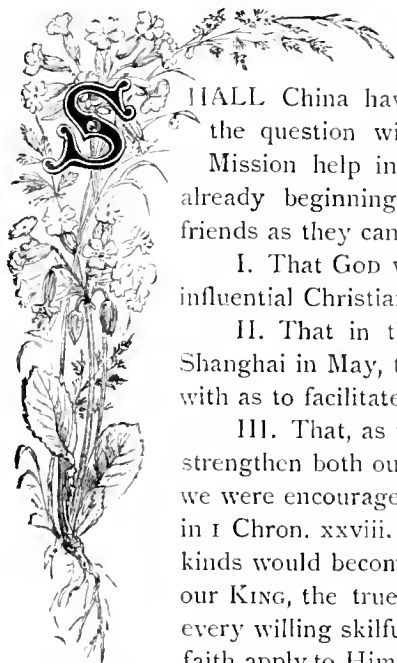 SHALL China hav
the question wi
Mission help in
already beginning
friends as they can
I. That GOD
influential Christia
II. That in t
Shanghai in May, t
with as to facilitate
III. That, as
strengthen both ou
we were encourage
in I Chron. xxviii.
kinds would becom
our KING, the true
every willing skilfu
faith apply to Him